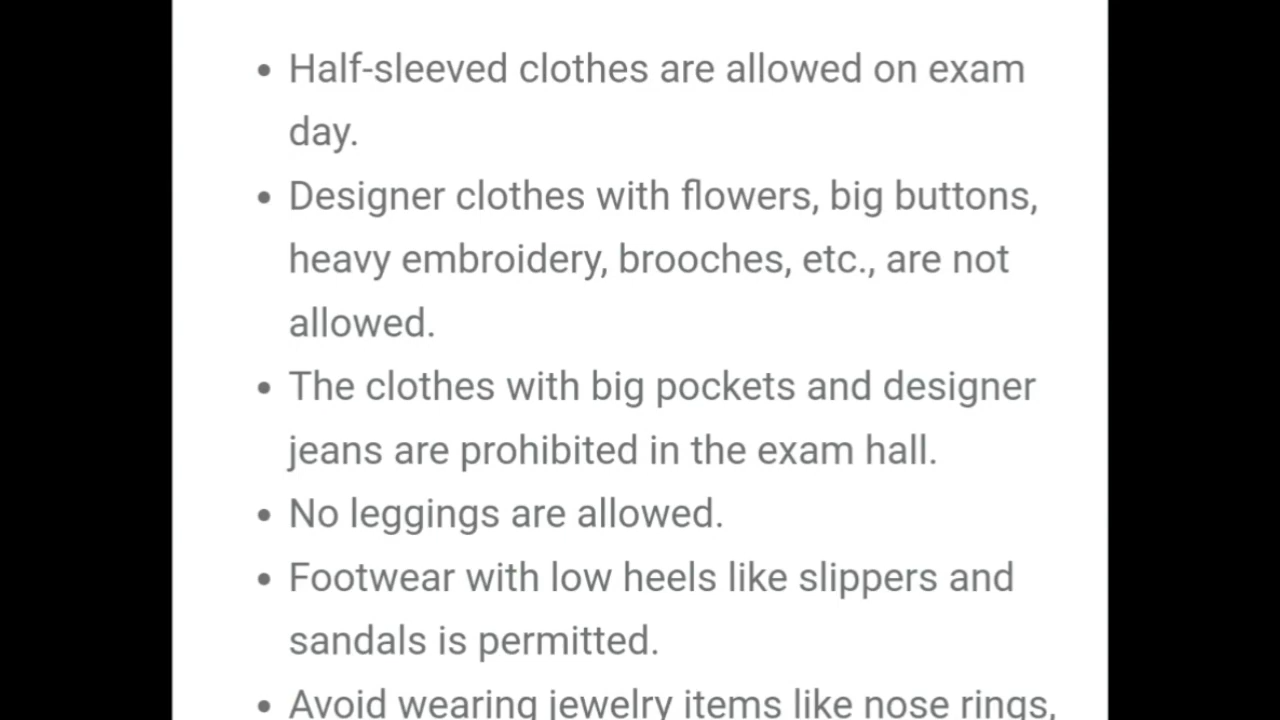 • Half-sleeved clothes are allowed on exam
day.
• Designer clothes with flowers, big buttons,
heavy embroidery, brooches, etc., are not
allowed.
• The clothes with big pockets and designer
jeans are prohibited in the exam hall.
• No leggings are allowed.
• Footwear with low heels like slippers and
sandals is permitted.
• Avoid wearing jewelry items like nose rings,